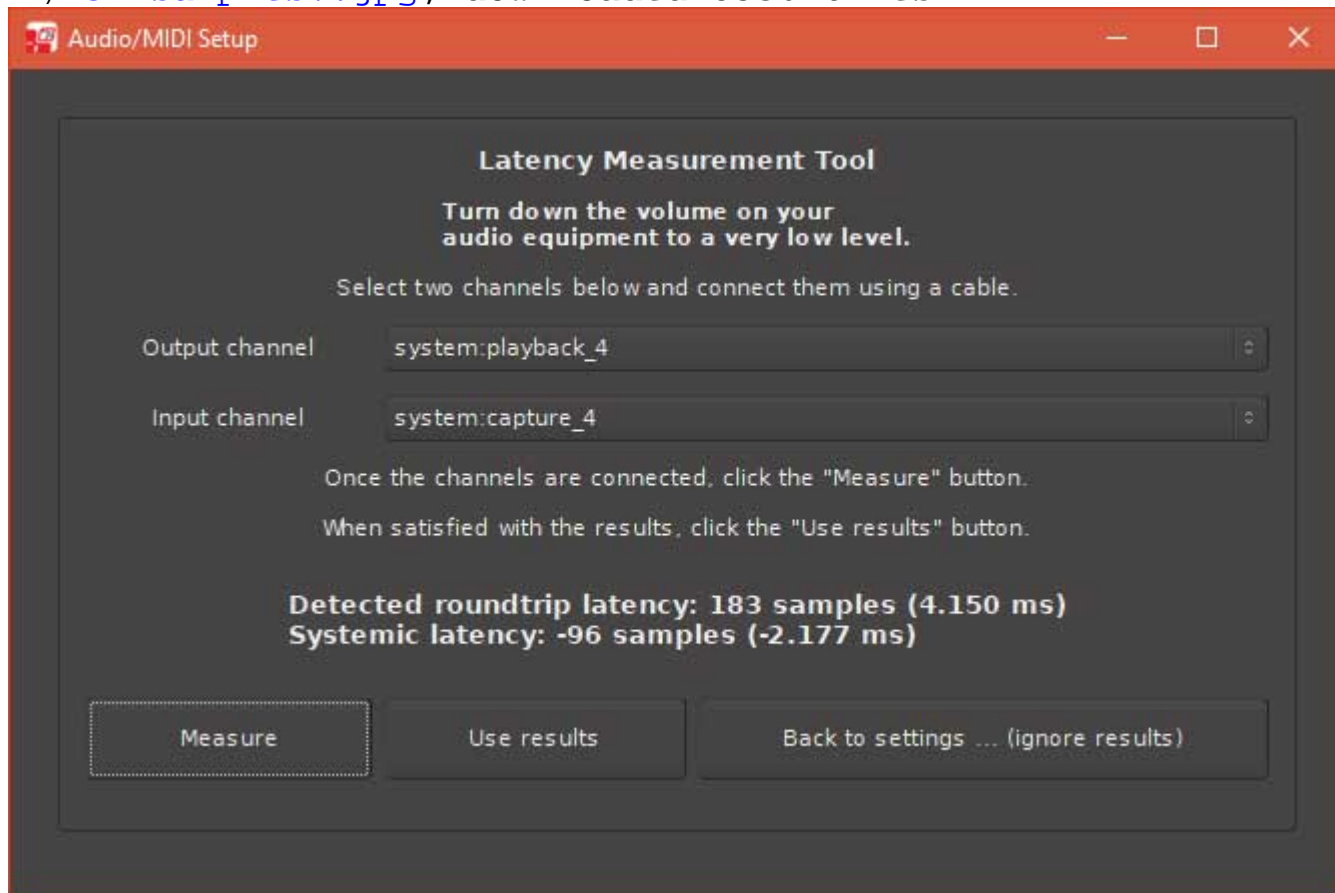 Audio/MIDI Setup
Latency Measurement Tool
Turn down the volume on your
audio equipment to a very low level.
Select two channels below and connect them using a cable.
Output channel system:playback_4
Input channel system:capture_4
Once the channels are connected, click the "Measure" button.
When satisfied with the results, click the "Use results" button.
Detected roundtrip latency: 183 samples (4.150 ms)
Systemic latency: -96 samples (-2.177 ms)
Measure Use results Back to settings ... (ignore results)